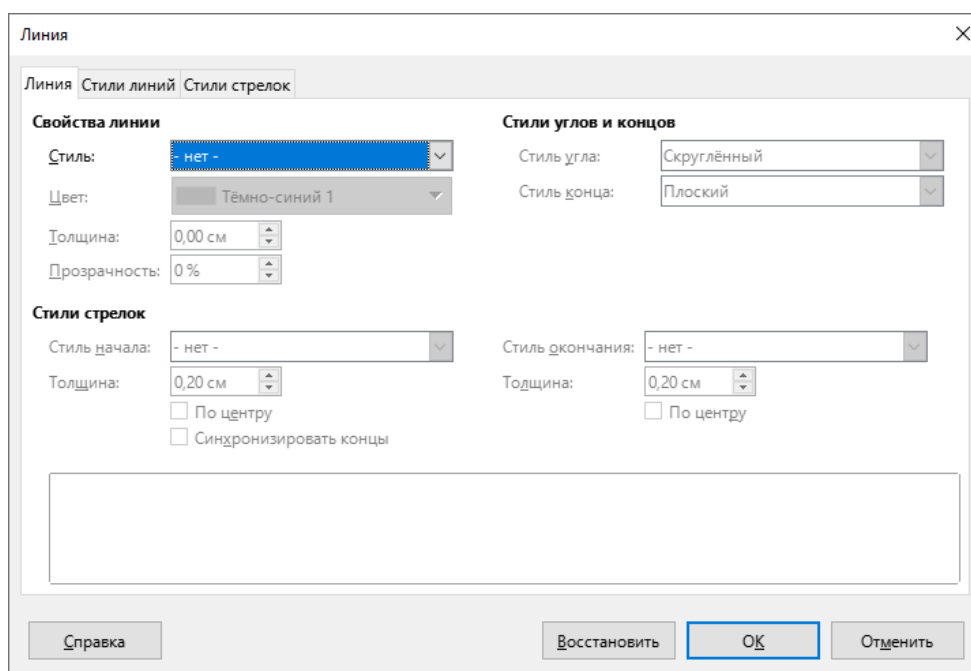 Линия
Линия Стили линий Стили стрелок
Свойства линии
Стиль: - нет -
Цвет: Тёмно-синий 1
Толщина: 0,00 см
Прозрачность: 0 %
Стили углов и концов
Стиль угла: Скруглённый
Стиль конца: Плоский
Стили стрелок
Стиль начала: - нет -
Толщина: 0,20 см
По центру
Синхронизировать концы
Стиль окончания: - нет -
Толщина: 0,20 см
По центру
Справка Восстановить OK Отменить